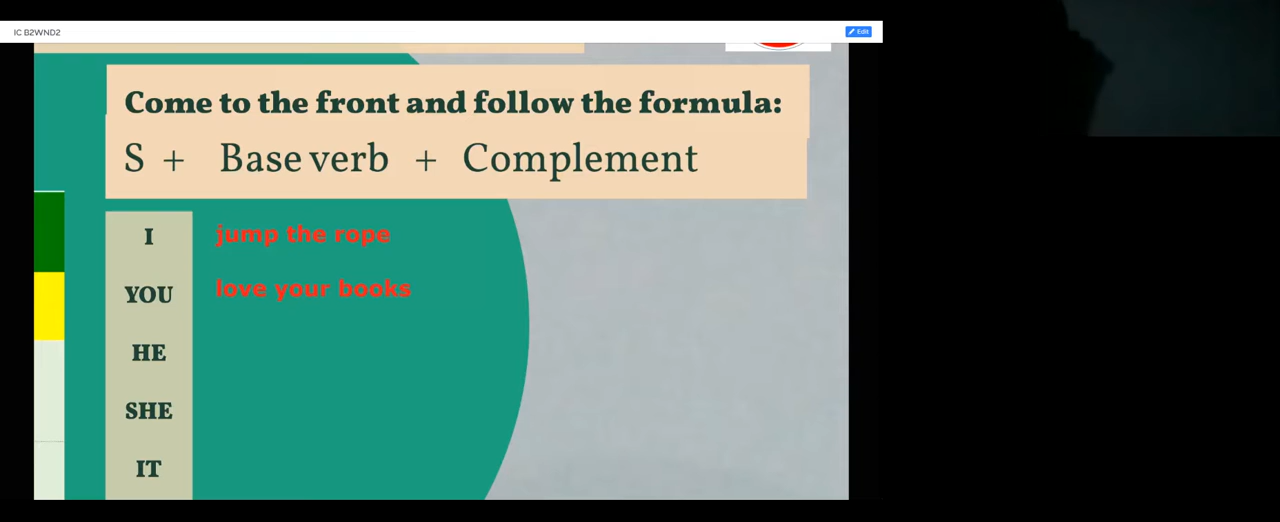 IC B2WND2
Edit
Come to the front and follow the formula:
S + Base verb + Complement
I jump the rope
YOU love your books
HE
SHE
IT